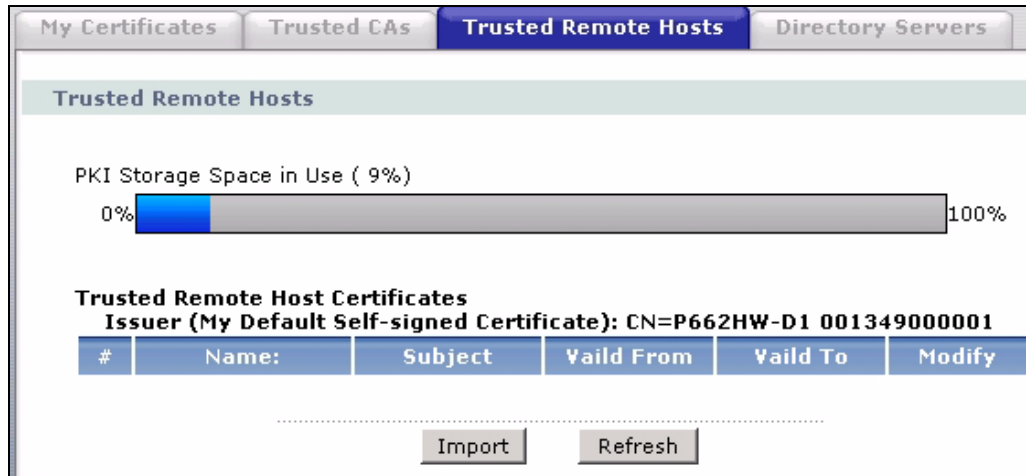 My Certificates Trusted CAs Trusted Remote Hosts Directory Servers
Trusted Remote Hosts
PKI Storage Space in Use ( 9%)
0% 100%
Trusted Remote Host Certificates
Issuer (My Default Self-signed Certificate): CN=P662HW-D1 001349000001
# Name: Subject Vaild From Vaild To Modify
Import Refresh